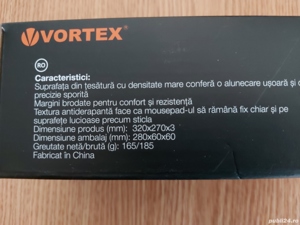 VORTEX®
RO
Caracteristici:
Suprafața din țesătură cu densitate mare conferă o alunecare ușoară și o
precizie sporită
Margini brodate pentru confort și rezistență
Textura antiderapantă face ca mousepad-ul să rămână fix chiar și pe
suprafețe lucioase precum sticla
Dimensiune produs (mm): 320x270x3
Dimensiune ambalaj (mm): 280x60x60
Greutate netă/brută (g): 165/185
Fabricat în China
publi24.ro